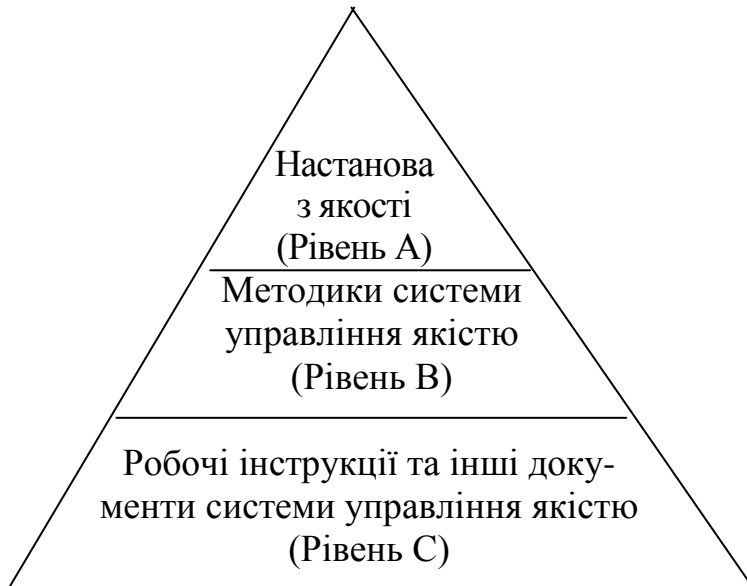 Настанова
з якості
(Рівень А)
Методики системи
управління якістю
(Рівень В)
Робочі інструкції та інші доку-
менти системи управління якістю
(Рівень С)